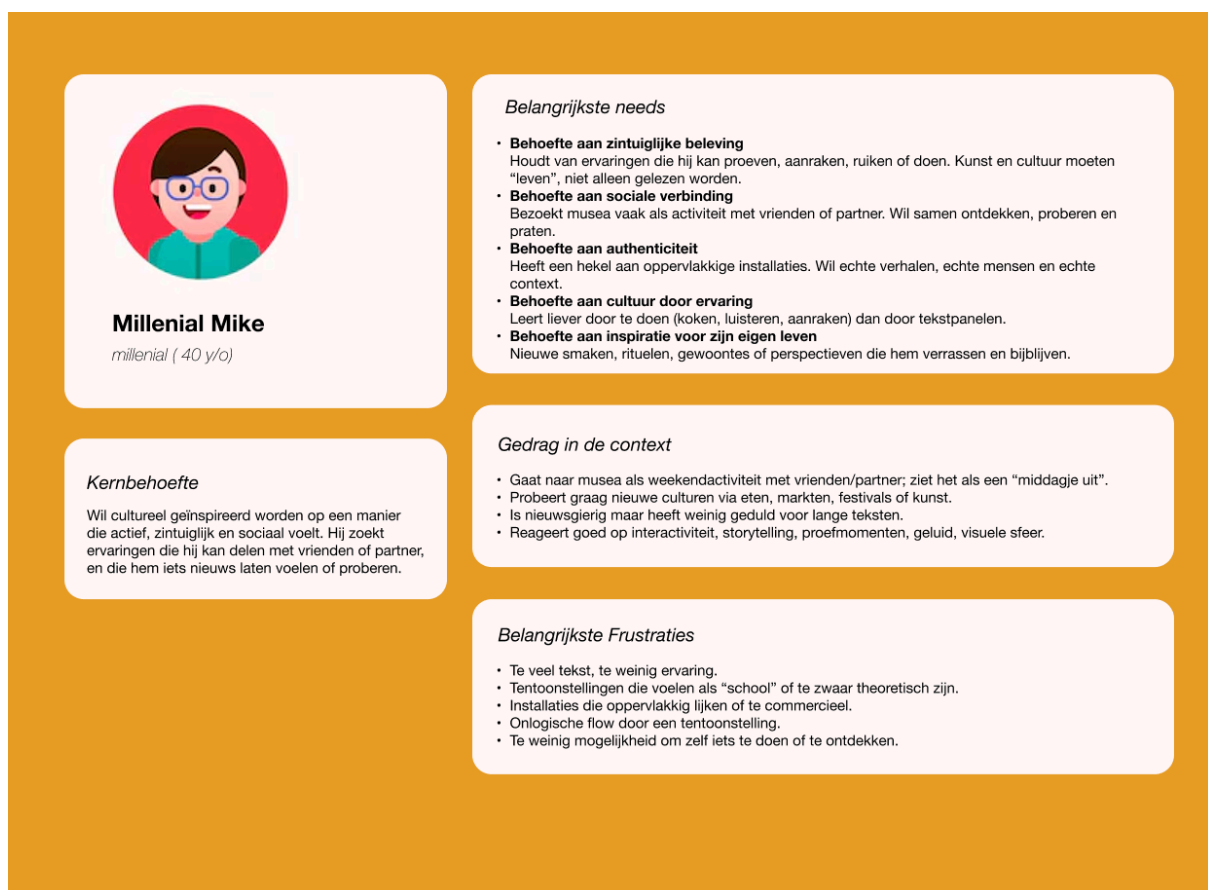 Millenial Mike
millenial ( 40 y/o)
Kernbehoefte
Wil cultureel geïnspireerd worden op een manier
die actief, zintuiglijk en sociaal voelt. Hij zoekt
ervaringen die hij kan delen met vrienden of partner,
en die hem iets nieuws laten voelen of proberen.
Belangrijkste needs
• Behoefte aan zintuiglijke beleving
Houdt van ervaringen die hij kan proeven, aanraken, ruiken of doen. Kunst en cultuur moeten
“leven”, niet alleen gelezen worden.
• Behoefte aan sociale verbinding
Bezoekt musea vaak als activiteit met vrienden of partner. Wil samen ontdekken, proberen en
praten.
• Behoefte aan authenticiteit
Heeft een hekel aan oppervlakkige installaties. Wil echte verhalen, echte mensen en echte
context.
• Behoefte aan cultuur door ervaring
Leert liever door te doen (koken, luisteren, aanraken) dan door tekstpanelen.
• Behoefte aan inspiratie voor zijn eigen leven
Nieuwe smaken, rituelen, gewoontes of perspectieven die hem verrassen en bijblijven.
Gedrag in de context
• Gaat naar musea als weekendactiviteit met vrienden/partner; ziet het als een “middagje uit”.
• Probeert graag nieuwe culturen via eten, markten, festivals of kunst.
• Is nieuwsgierig maar heeft weinig geduld voor lange teksten.
• Reageert goed op interactiviteit, storytelling, proefmomenten, geluid, visuele sfeer.
Belangrijkste Frustraties
• Te veel tekst, te weinig ervaring.
• Tentoonstellingen die voelen als “school” of te zwaar theoretisch zijn.
• Installaties die oppervlakkig lijken of te commercieel.
• Onlogische flow door een tentoonstelling.
• Te weinig mogelijkheid om zelf iets te doen of te ontdekken.